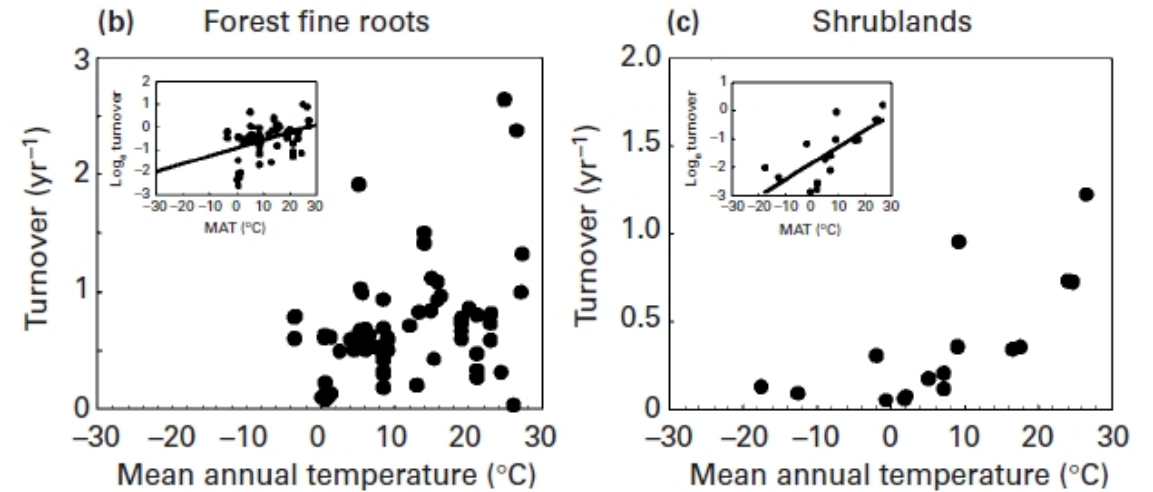 (b) Forest fine roots
3
2
1
0
Turnover (yr−1)
−30 −20 −10 0 10 20 30
Mean annual temperature (°C)
2
1
0
−1
−2
−3
Loge turnover
−30 −20 −10 0 10 20 30
MAT (°C)
(c) Shrublands
2.0
1.5
1.0
0.5
0
Turnover (yr−1)
−30 −20 −10 0 10 20 30
Mean annual temperature (°C)
1
0
−1
−2
−3
Loge turnover
−30 −20 −10 0 10 20 30
MAT (°C)